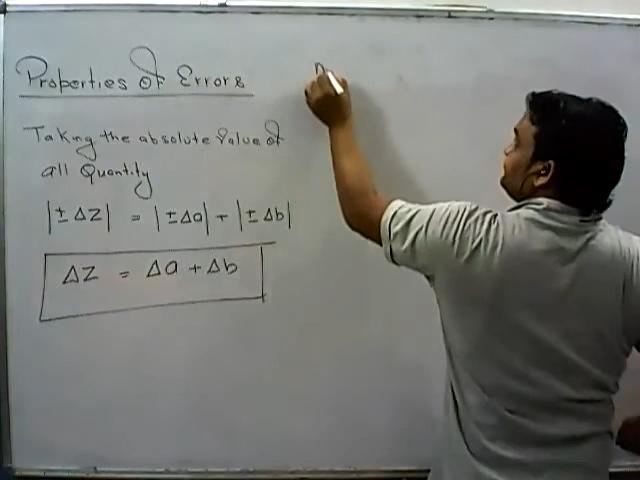 Properties Of Errors
Taking the absolute Value of
all Quantity
|± ΔZ| = |± Δa| + |± Δb|
ΔZ = Δa + Δb